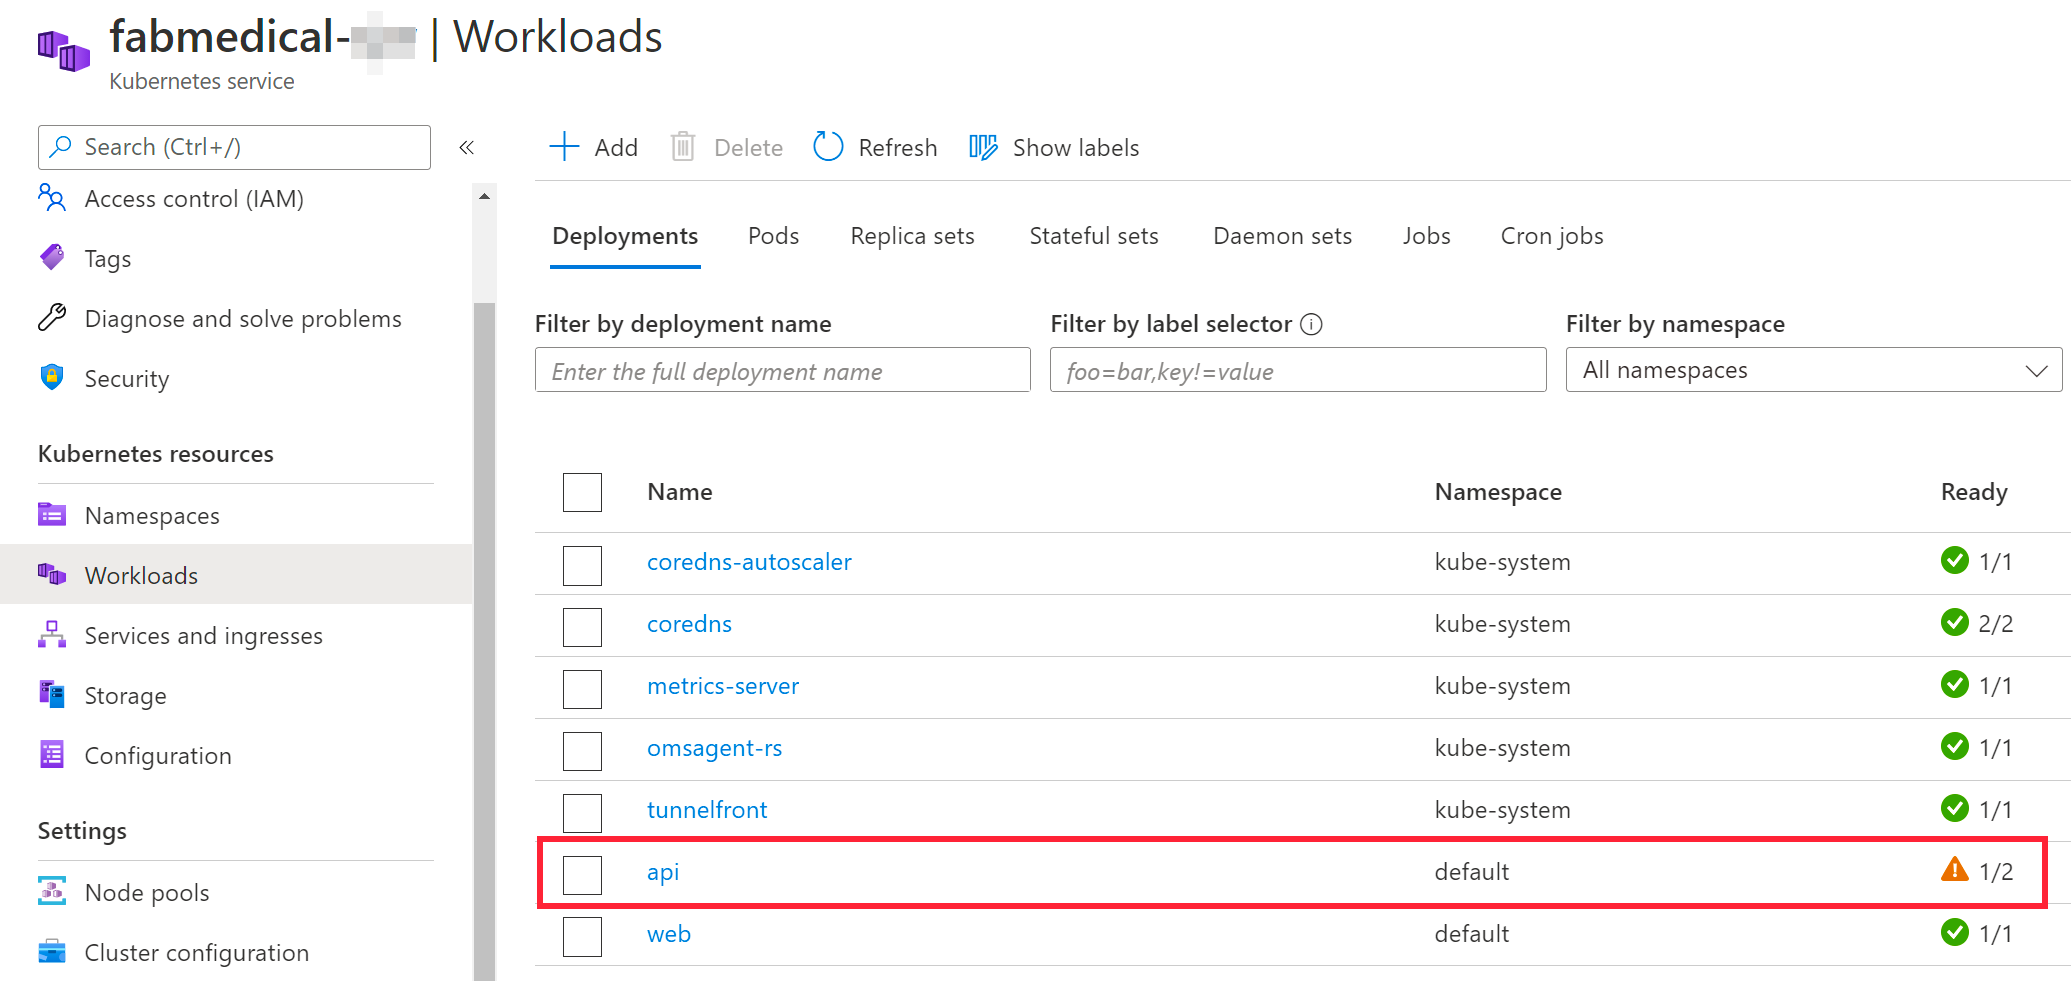 fabmedical- | Workloads
Kubernetes service
Search (Ctrl+/)
«
Access control (IAM)
Tags
Diagnose and solve problems
Security
Kubernetes resources
Namespaces
Workloads
Services and ingresses
Storage
Configuration
Settings
Node pools
Cluster configuration
Add Delete Refresh Show labels
Deployments Pods Replica sets Stateful sets Daemon sets Jobs Cron jobs
Filter by deployment name Filter by label selector Filter by namespace
Enter the full deployment name foo=bar,key!=value All namespaces
Name Namespace Ready
coredns-autoscaler kube-system 1/1
coredns kube-system 2/2
metrics-server kube-system 1/1
omsagent-rs kube-system 1/1
tunnelfront kube-system 1/1
api default 1/2
web default 1/1